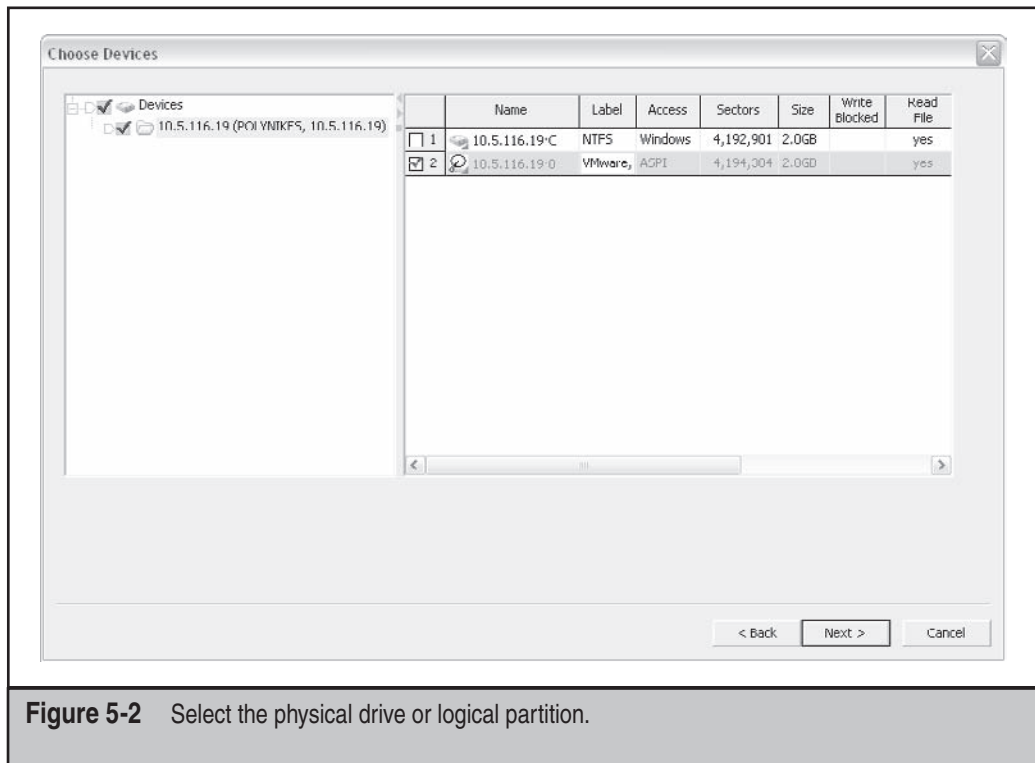 Choose Devices
Devices
10.5.116.19 (POLYNIKES, 10.5.116.19)
Name Label Access Sectors Size Write Blocked Read File
1 10.5.116.19·C NTFS Windows 4,192,901 2.0GB yes
2 10.5.116.19·0 VMware, ASPI 4,194,304 2.0GB yes
< Back Next > Cancel
Figure 5-2 Select the physical drive or logical partition.